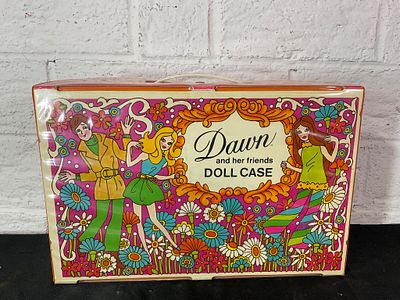 Dawn
and her friends
DOLL CASE